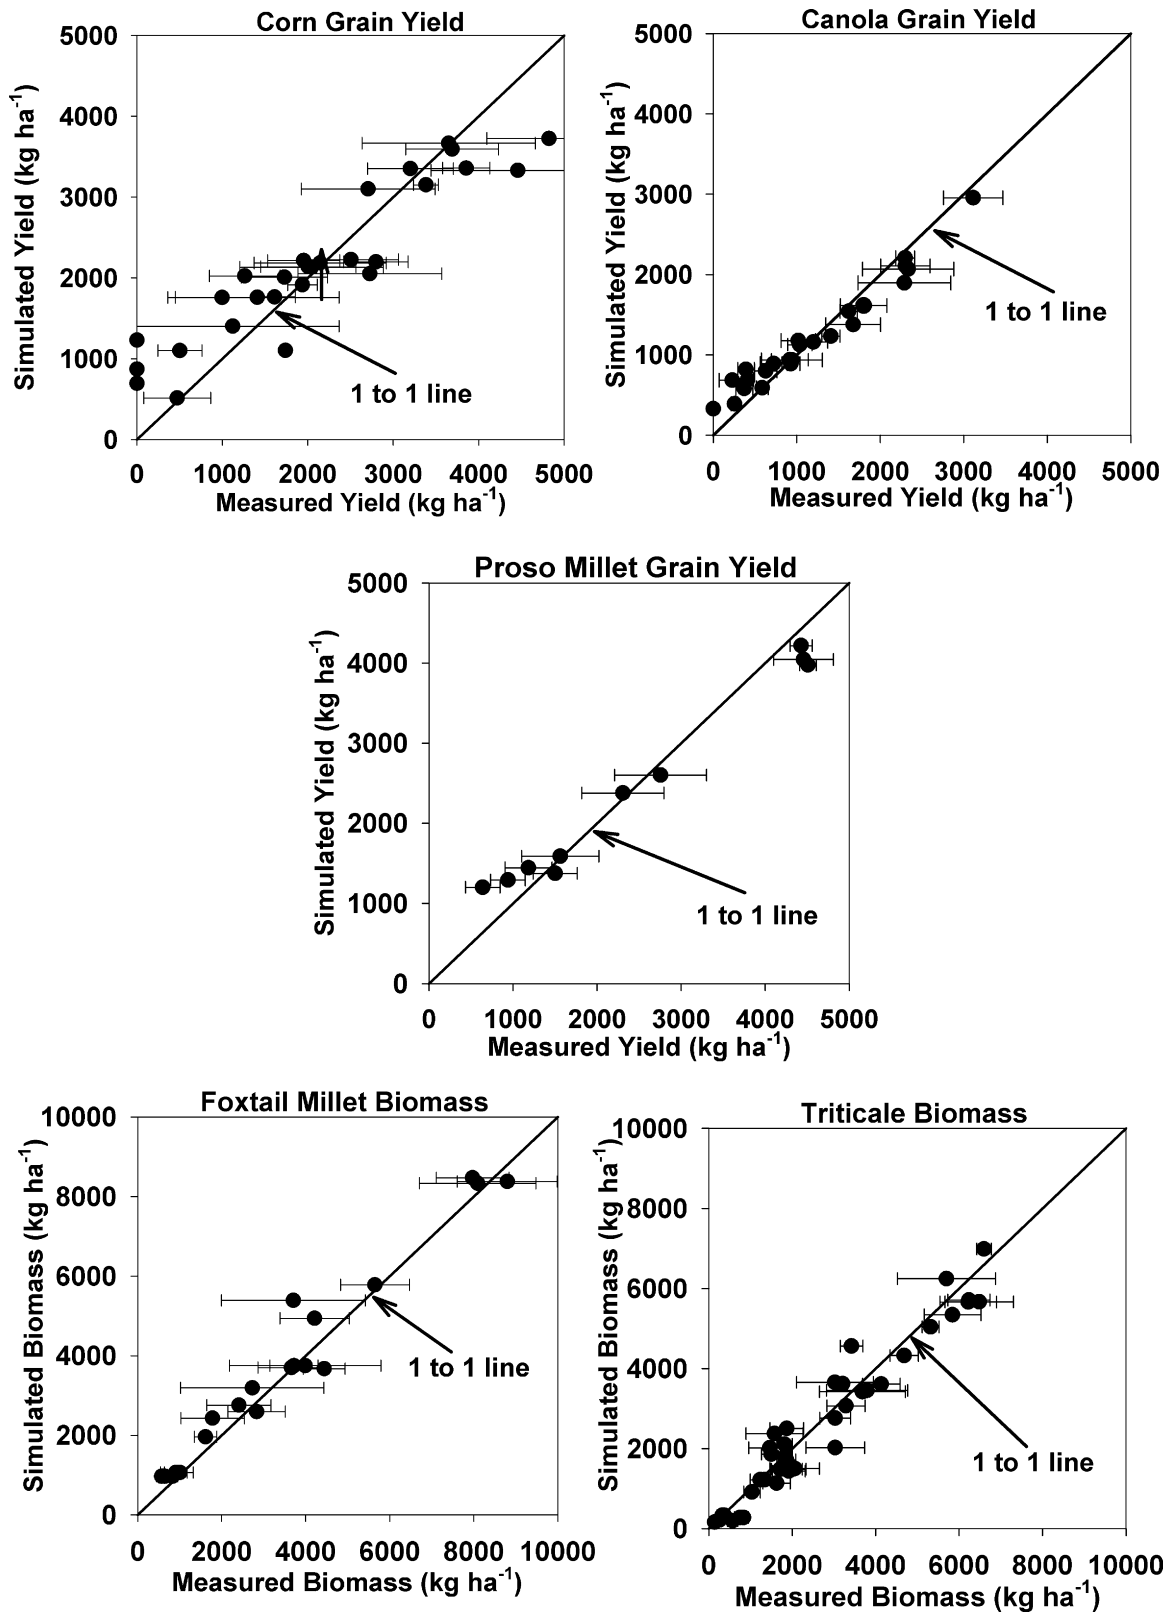 Corn Grain Yield
5000
4000
3000
2000
1000
0
Simulated Yield (kg ha⁻¹)
1 to 1 line
0 1000 2000 3000 4000 5000
Measured Yield (kg ha⁻¹)
Canola Grain Yield
5000
4000
3000
2000
1000
0
Simulated Yield (kg ha⁻¹)
1 to 1 line
0 1000 2000 3000 4000 5000
Measured Yield (kg ha⁻¹)
Proso Millet Grain Yield
5000
4000
3000
2000
1000
0
Simulated Yield (kg ha⁻¹)
1 to 1 line
0 1000 2000 3000 4000 5000
Measured Yield (kg ha⁻¹)
Foxtail Millet Biomass
10000
8000
6000
4000
2000
0
Simulated Biomass (kg ha⁻¹)
1 to 1 line
0 2000 4000 6000 8000 10000
Measured Biomass (kg ha⁻¹)
Triticale Biomass
10000
8000
6000
4000
2000
0
Simulated Biomass (kg ha⁻¹)
1 to 1 line
0 2000 4000 6000 8000 10000
Measured Biomass (kg ha⁻¹)